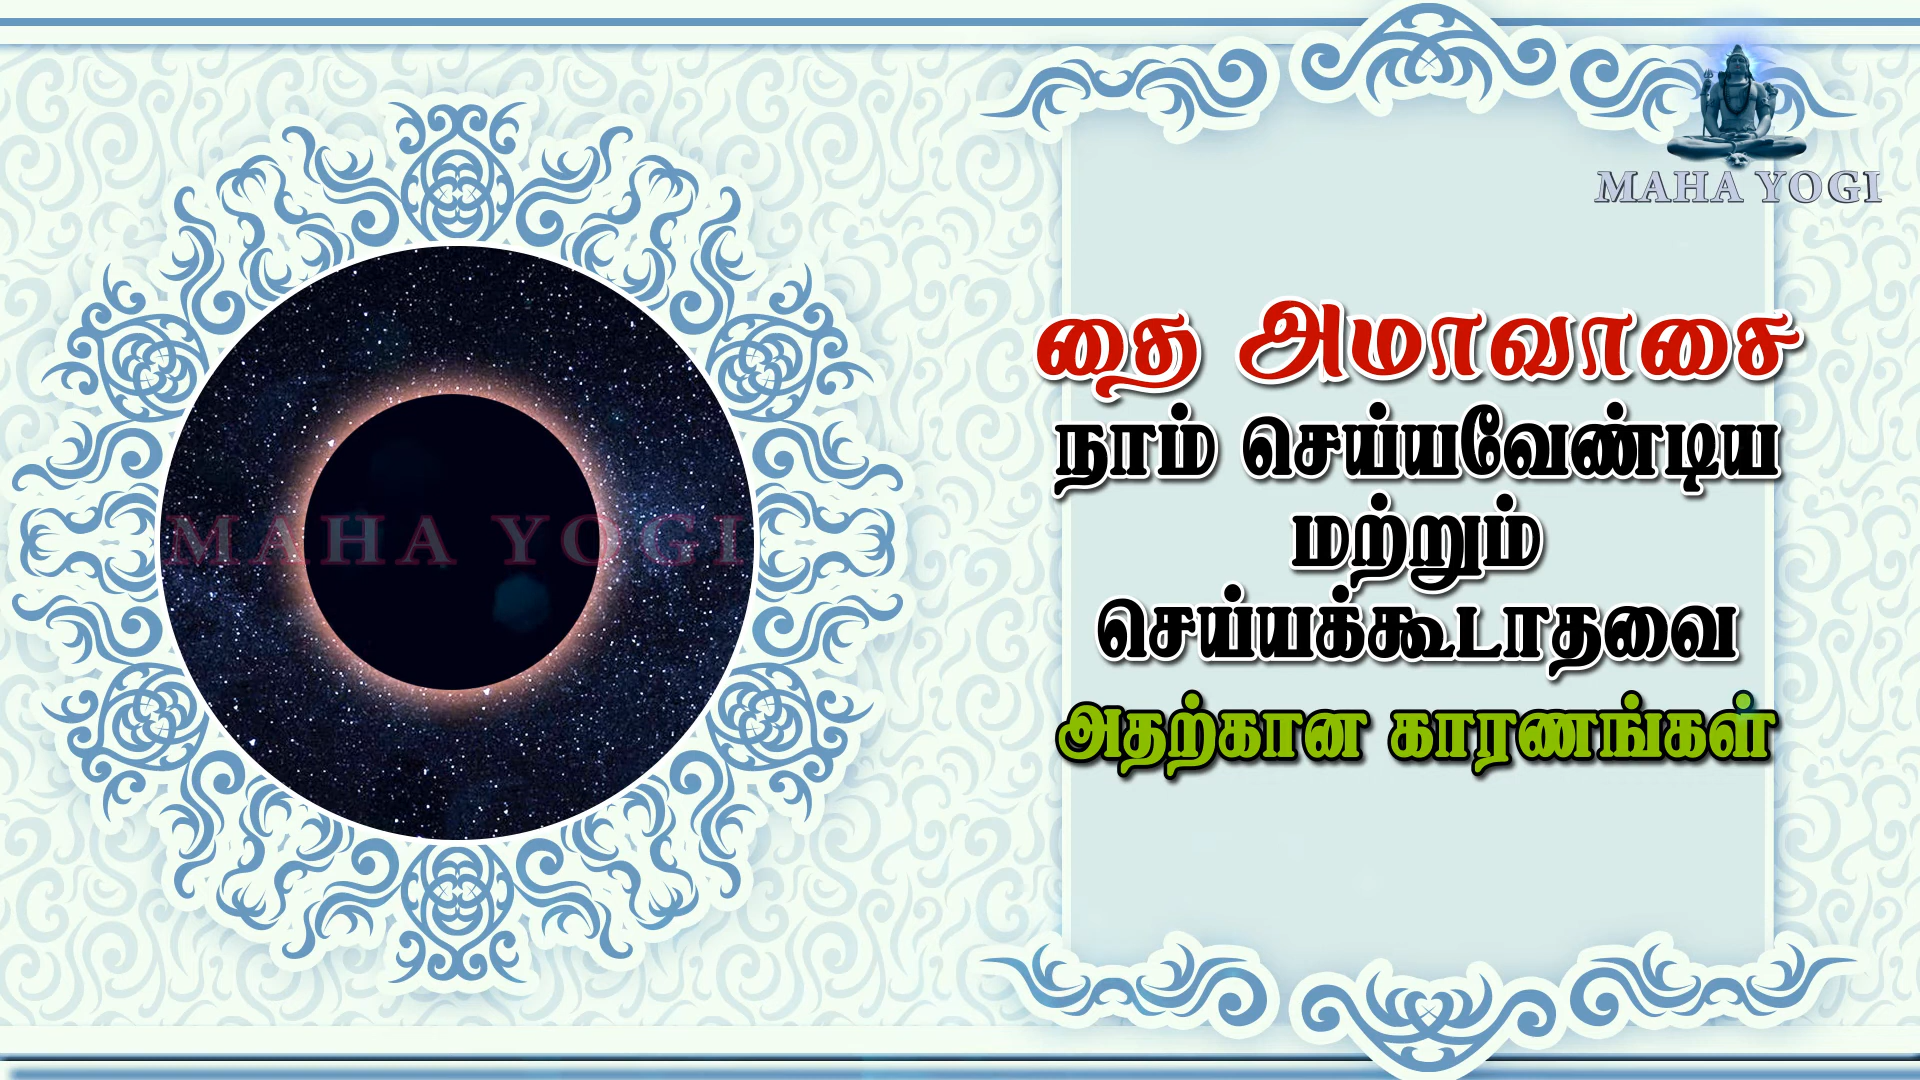 MAHA YOGI
MAHA YOGI
தை அமாவாசை
நாம் செய்யவேண்டிய
மற்றும்
செய்யக்கூடாதவை
அதற்கான காரணங்கள்